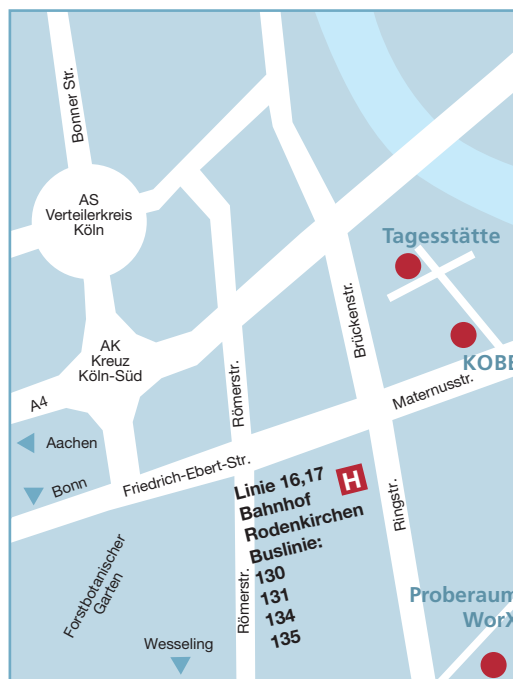 Bonner Str.
AS
Verteilerkreis
Köln
Tagesstätte
Brückenstr.
KOBE
AK
Kreuz
Köln-Süd
Römerstr.
Maternusstr.
A4
Aachen
Bonn
Friedrich-Ebert-Str.
Linie 16,17
H
Bahnhof
Rodenkirchen
Buslinie:
130
131
134
135
Ringstr.
Forstbotanischer
Garten
Römerstr.
Wesseling
Proberaum
WorX